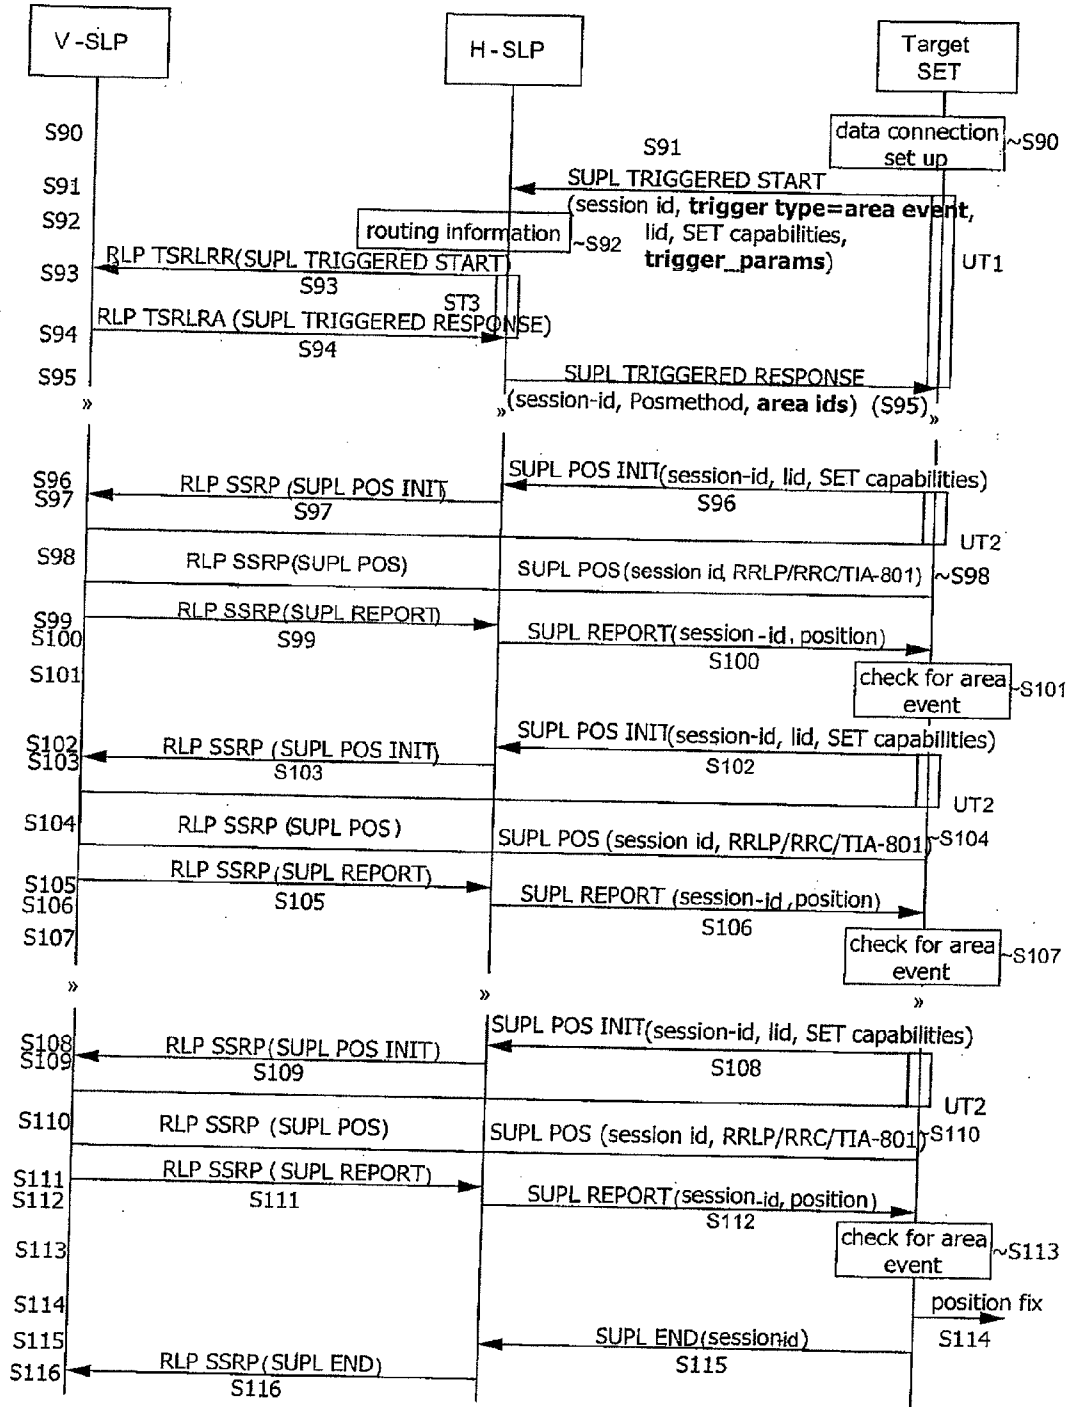 V-SLP
H-SLP
Target
SET
S90
data connection
set up
~S90
S91
S91
SUPL TRIGGERED START
(session id, trigger type=area event,
lid, SET capabilities,
trigger_params)
S92
routing information
~S92
UT1
S93
RLP TSRLRR(SUPL TRIGGERED START)
S93
ST3
S94
RLP TSRLRA (SUPL TRIGGERED RESPONSE)
S94
S95
SUPL TRIGGERED RESPONSE
(session-id, Posmethod, area ids) (S95)
»
»
»
S96
SUPL POS INIT(session-id, lid, SET capabilities)
S96
S97
RLP SSRP (SUPL POS INIT)
S97
UT2
S98
RLP SSRP(SUPL POS)
SUPL POS(session id, RRLP/RRC/TIA-801)
~S98
S99
RLP SSRP(SUPL REPORT)
S99
S100
SUPL REPORT(session-id, position)
S100
S101
check for area
event
~S101
S102
SUPL POS INIT(session-id, lid, SET capabilities)
S102
S103
RLP SSRP (SUPL POS INIT)
S103
UT2
S104
RLP SSRP (SUPL POS)
SUPL POS (session id, RRLP/RRC/TIA-801)
~S104
S105
RLP SSRP(SUPL REPORT)
S105
S106
SUPL REPORT (session-id,position)
S106
S107
check for area
event
~S107
»
»
»
S108
SUPL POS INIT(session-id, lid, SET capabilities)
S108
S109
RLP SSRP(SUPL POS INIT)
S109
UT2
S110
RLP SSRP (SUPL POS)
SUPL POS (session id, RRLP/RRC/TIA-801)
~S110
S111
RLP SSRP (SUPL REPORT)
S111
S112
SUPL REPORT(session-id, position)
S112
S113
check for area
event
~S113
S114
position fix
S114
S115
SUPL END(sessionid)
S115
S116
RLP SSRP(SUPL END)
S116